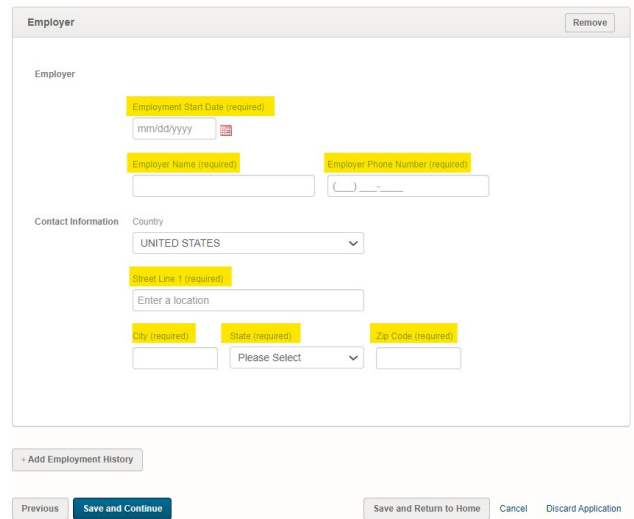 Employer Remove
Employer
Employment Start Date (required)
mm/dd/yyyy
Employer Name (required) Employer Phone Number (required)
(___) ___-____
Contact Information Country
UNITED STATES
Street Line 1 (required)
Enter a location
City (required) State (required) Zip Code (required)
Please Select
+ Add Employment History
Previous Save and Continue Save and Return to Home Cancel Discard Application